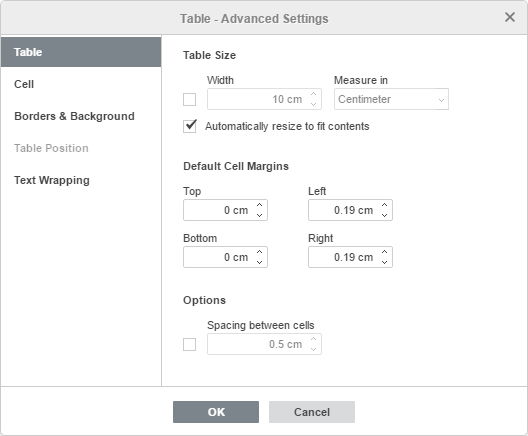 Table - Advanced Settings
Table
Cell
Borders & Background
Table Position
Text Wrapping
Table Size
Width Measure in
10 cm Centimeter
Automatically resize to fit contents
Default Cell Margins
Top Left
0 cm 0.19 cm
Bottom Right
0 cm 0.19 cm
Options
Spacing between cells
0.5 cm
OK Cancel